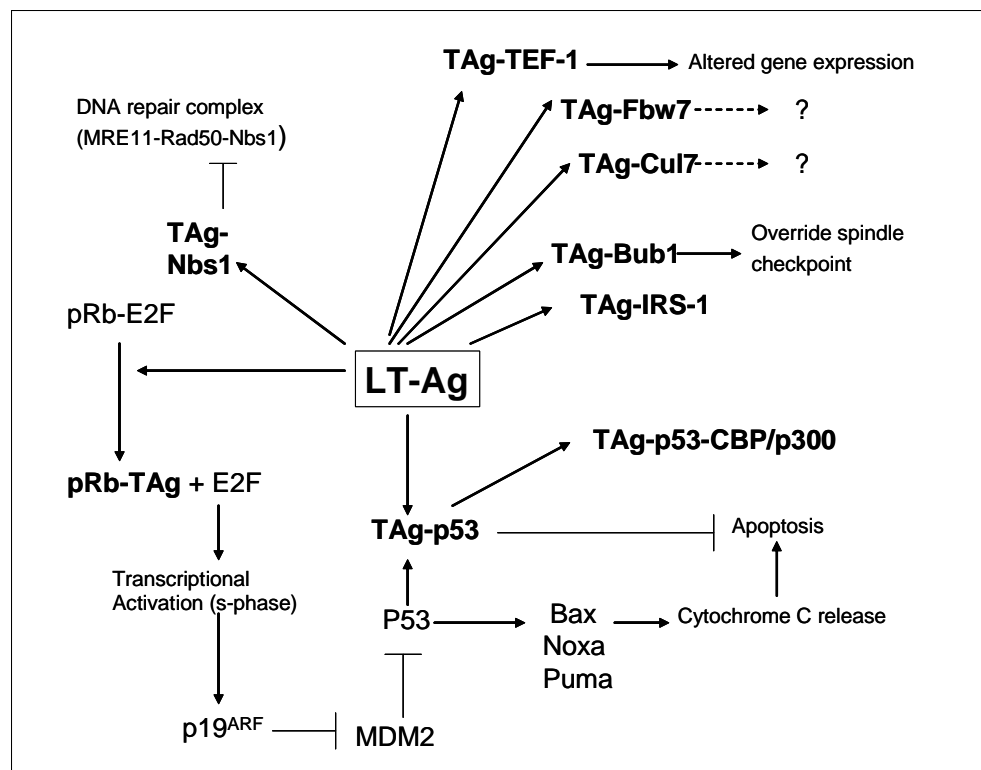 TAg-TEF-1
Altered gene expression
DNA repair complex
(MRE11-Rad50-Nbs1)
TAg-Fbw7
?
TAg-Cul7
?
TAg-
Nbs1
TAg-Bub1
Override spindle
checkpoint
pRb-E2F
TAg-IRS-1
LT-Ag
TAg-p53-CBP/p300
pRb-TAg + E2F
TAg-p53
Apoptosis
Transcriptional
Activation (s-phase)
P53
Bax
Noxa
Puma
Cytochrome C release
p19ARF
MDM2